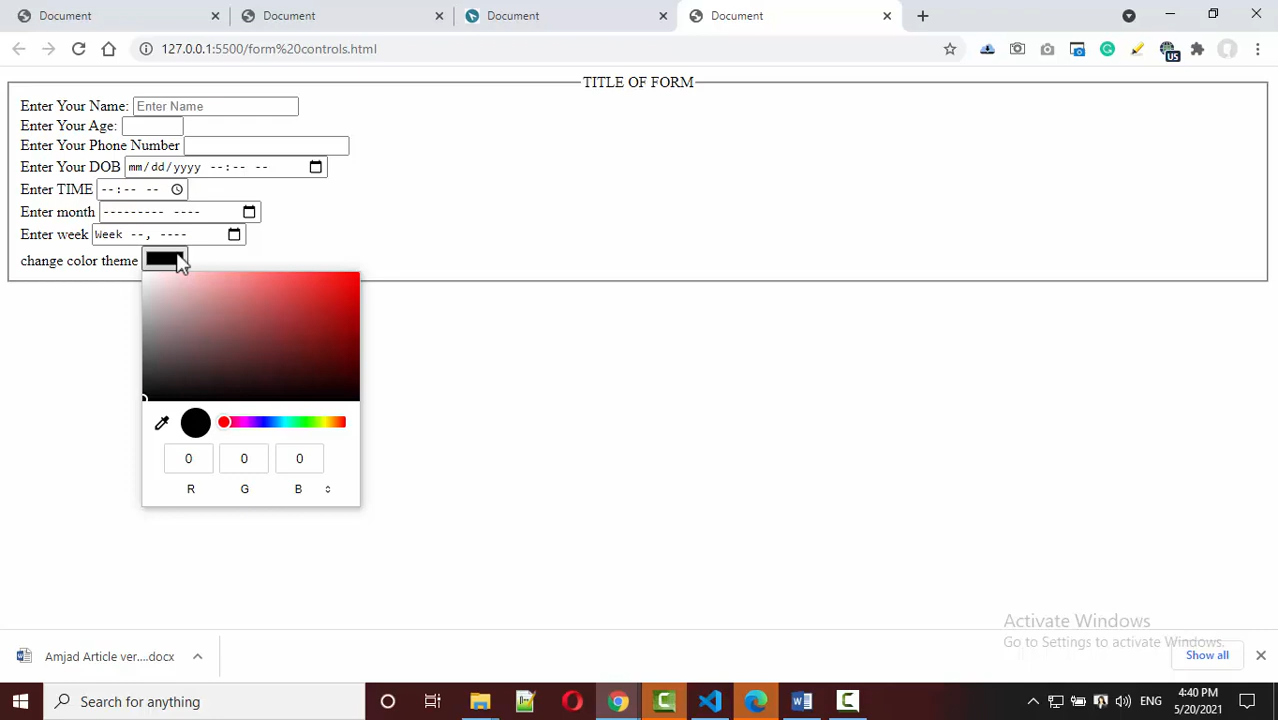 Document
Document
Document
Document
127.0.0.1:5500/form%20controls.html
US
TITLE OF FORM
Enter Your Name: Enter Name
Enter Your Age:
Enter Your Phone Number
Enter Your DOB mm/dd/yyyy --:-- --
Enter TIME --:-- --
Enter month --------- ----
Enter week Week --, ----
change color theme
0 0 0
R G B
Activate Windows
Go to Settings to activate Windows.
Amjad Article ver....docx
Show all
Search for anything
ENG
4:40 PM
5/20/2021